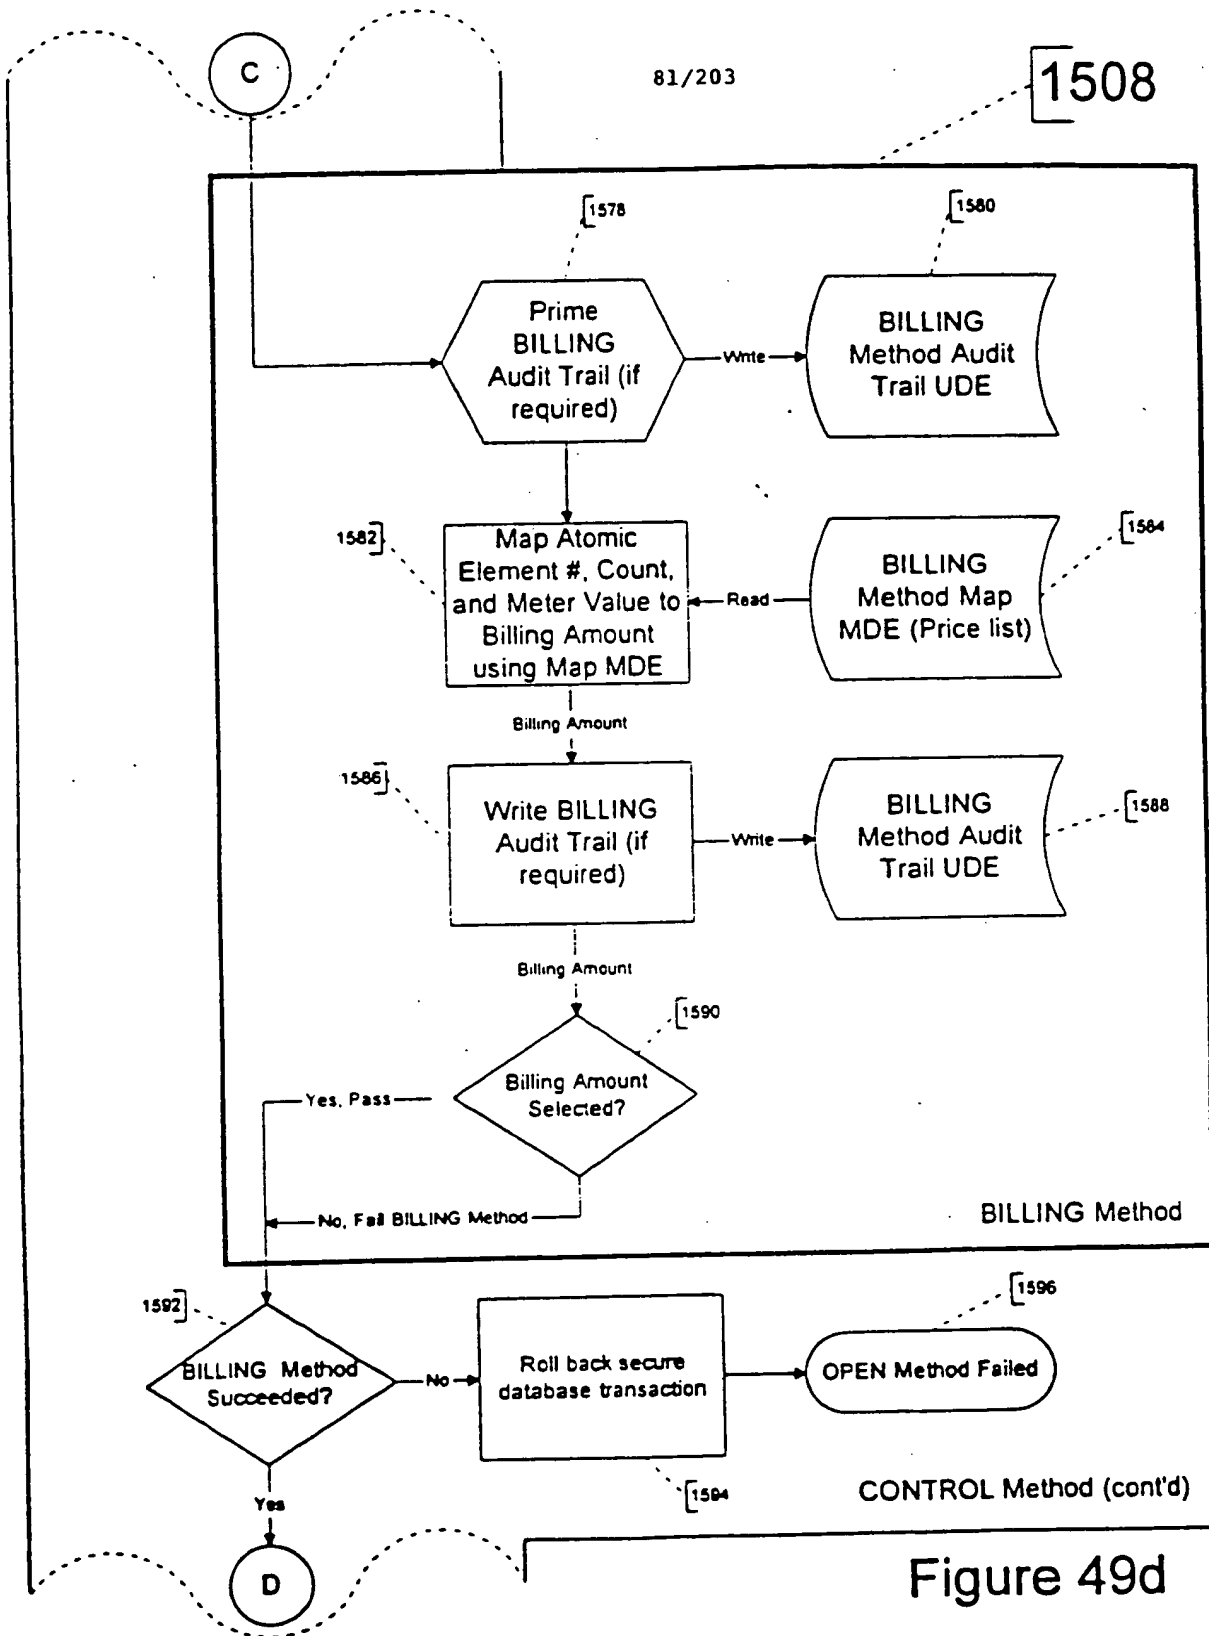 C
81/203
1508
1578
1580
Prime
BILLING
Audit Trail (if
required)
Write
BILLING
Method Audit
Trail UDE
1582
1584
Map Atomic
Element #, Count,
and Meter Value to
Billing Amount
using Map MDE
Read
BILLING
Method Map
MDE (Price list)
Billing Amount
1586
1588
Write BILLING
Audit Trail (if
required)
Write
BILLING
Method Audit
Trail UDE
Billing Amount
1590
Billing Amount
Selected?
Yes, Pass
No, Fail BILLING Method
BILLING Method
1592
1596
BILLING Method
Succeeded?
No
Roll back secure
database transaction
OPEN Method Failed
1594
Yes
CONTROL Method (cont'd)
D
Figure 49d